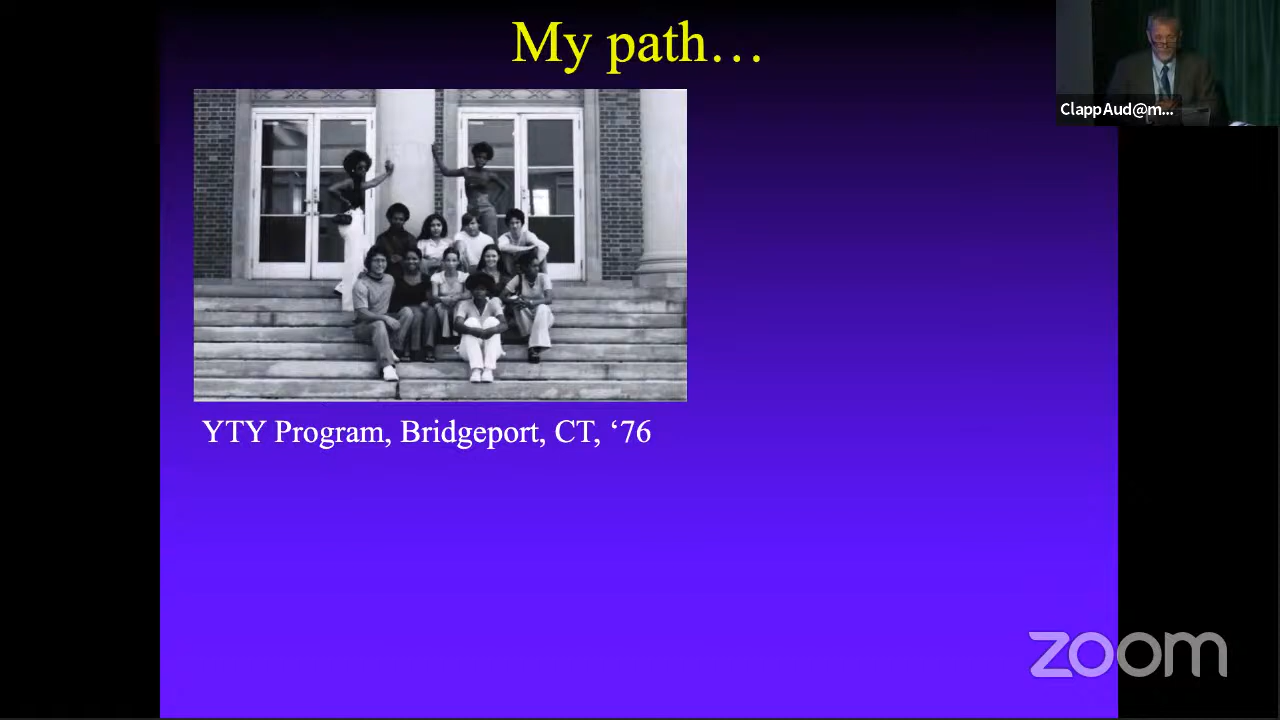 My path…
ClappAud@m...
YTY Program, Bridgeport, CT, ‘76
zoom